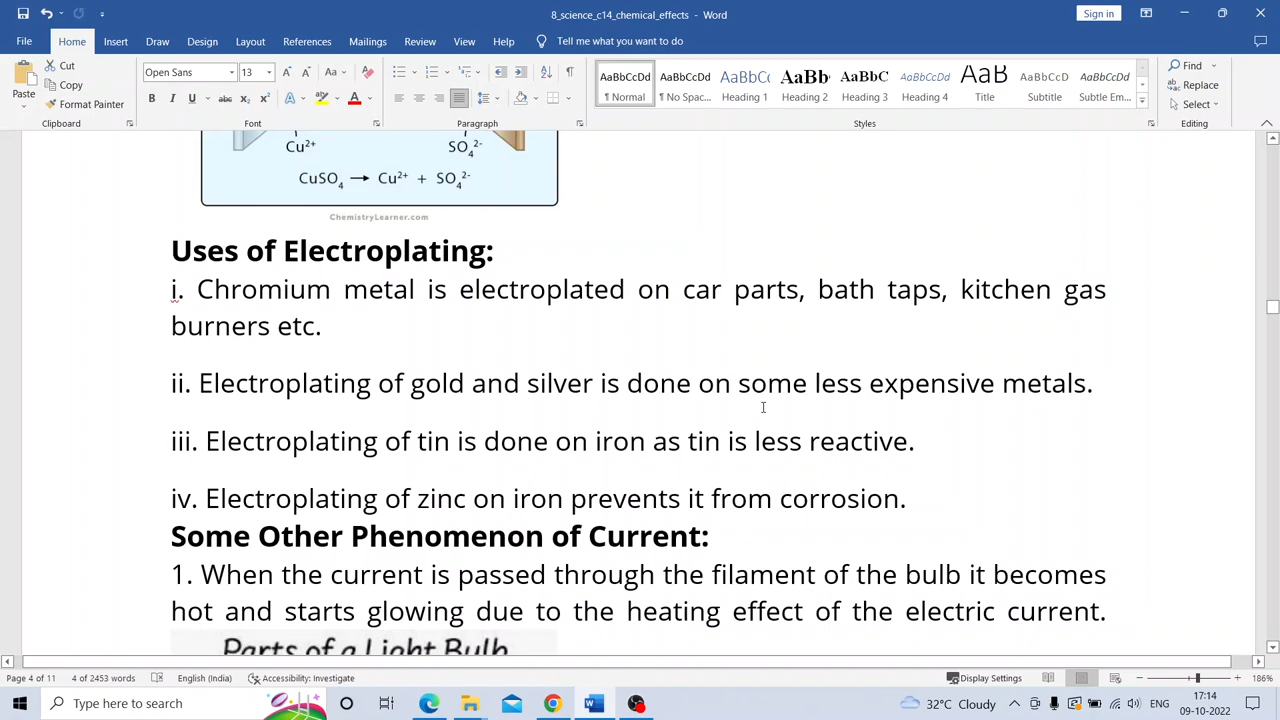 8_science_c14_chemical_effects - Word
Sign in
File Home Insert Draw Design Layout References Mailings Review View Help Tell me what you want to do
Paste
Cut
Copy
Format Painter
Clipboard
Open Sans 13
Font
Paragraph
AaBbCcDd AaBbCcDd AaBbCc AaBb AaBbC AaBbCcDd AaB AaBbCcDd AaBbCcDd
¶ Normal ¶ No Spac... Heading 1 Heading 2 Heading 3 Heading 4 Title Subtitle Subtle Em...
Styles
Find
Replace
Select
Editing
Cu²⁺ SO₄²⁻
CuSO₄ → Cu²⁺ + SO₄²⁻
ChemistryLearner.com
Uses of Electroplating:
i. Chromium metal is electroplated on car parts, bath taps, kitchen gas
burners etc.
ii. Electroplating of gold and silver is done on some less expensive metals.
iii. Electroplating of tin is done on iron as tin is less reactive.
iv. Electroplating of zinc on iron prevents it from corrosion.
Some Other Phenomenon of Current:
1. When the current is passed through the filament of the bulb it becomes
hot and starts glowing due to the heating effect of the electric current.
Parts of a Light Bulb
Page 4 of 11 4 of 2453 words English (India) Accessibility: Investigate Display Settings 186%
Type here to search
32°C Cloudy ENG 17:14
09-10-2022